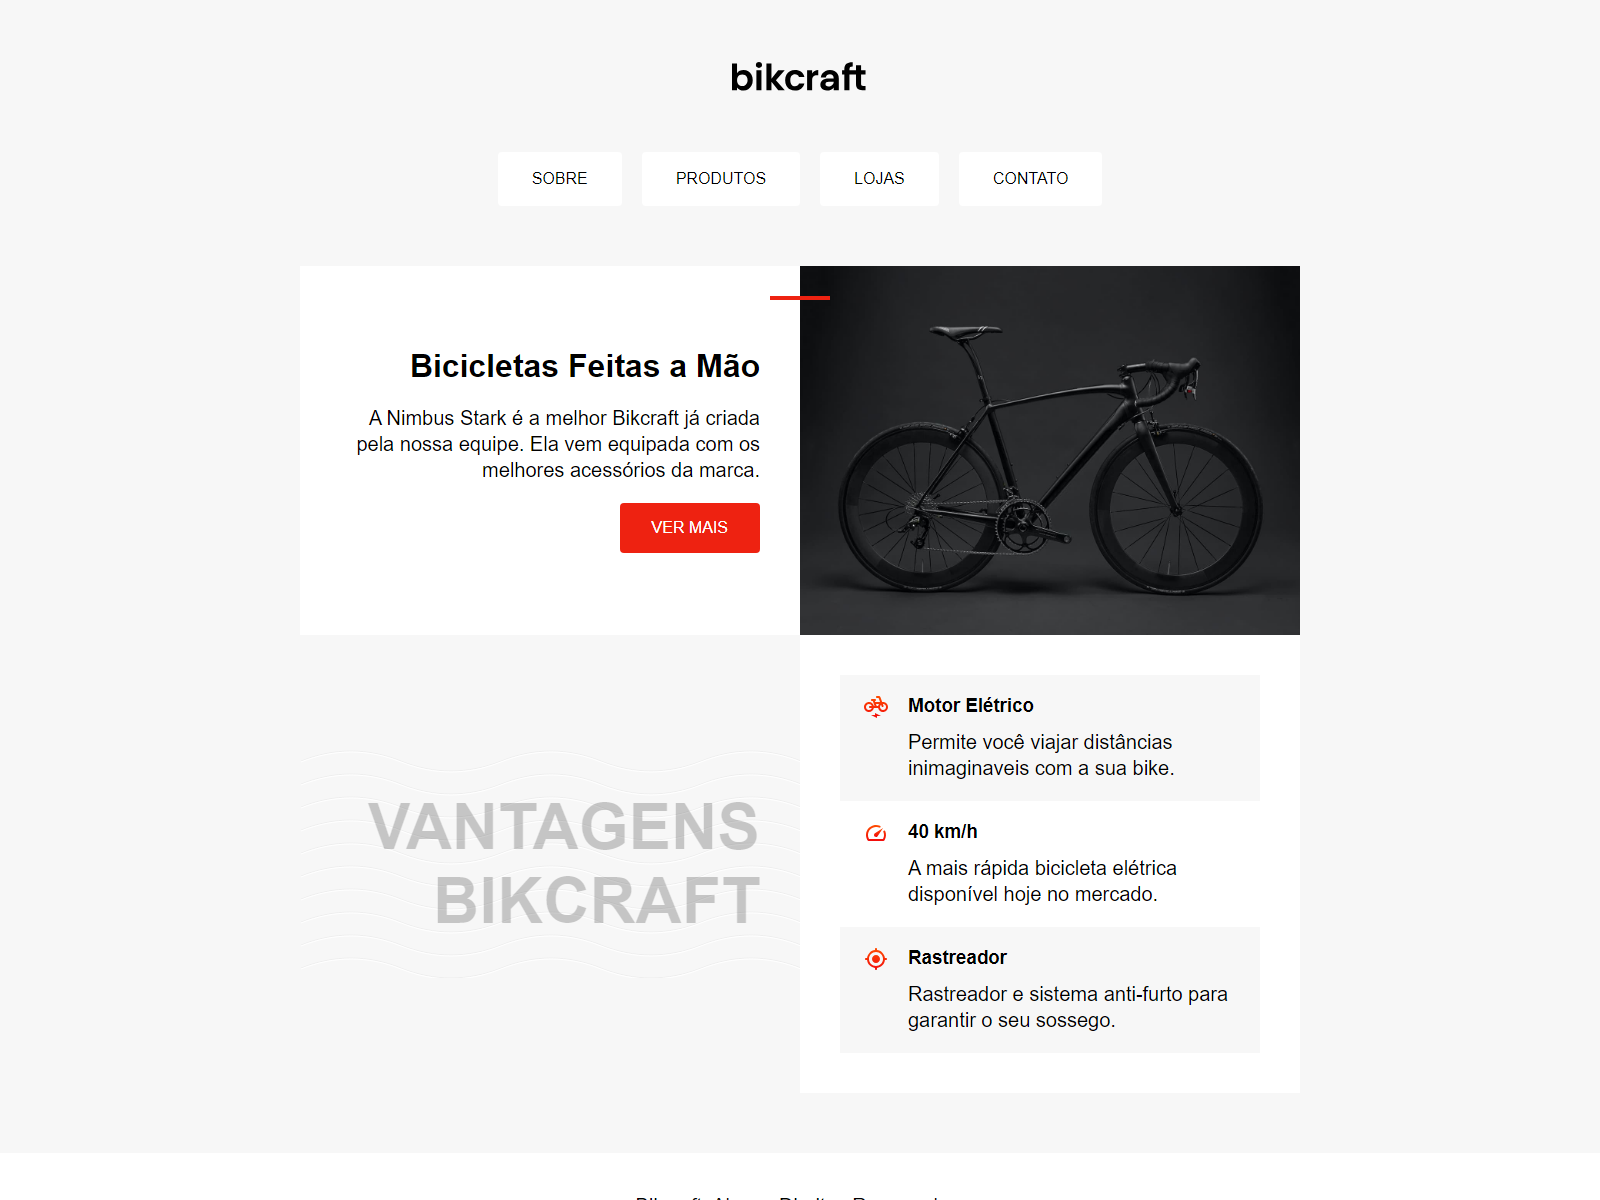 bikcraft
SOBRE
PRODUTOS
LOJAS
CONTATO
Bicicletas Feitas a Mão
A Nimbus Stark é a melhor Bikcraft já criada
pela nossa equipe. Ela vem equipada com os
melhores acessórios da marca.
VER MAIS
VANTAGENS
BIKCRAFT
Motor Elétrico
Permite você viajar distâncias
inimaginaveis com a sua bike.
40 km/h
A mais rápida bicicleta elétrica
disponível hoje no mercado.
Rastreador
Rastreador e sistema anti-furto para
garantir o seu sossego.